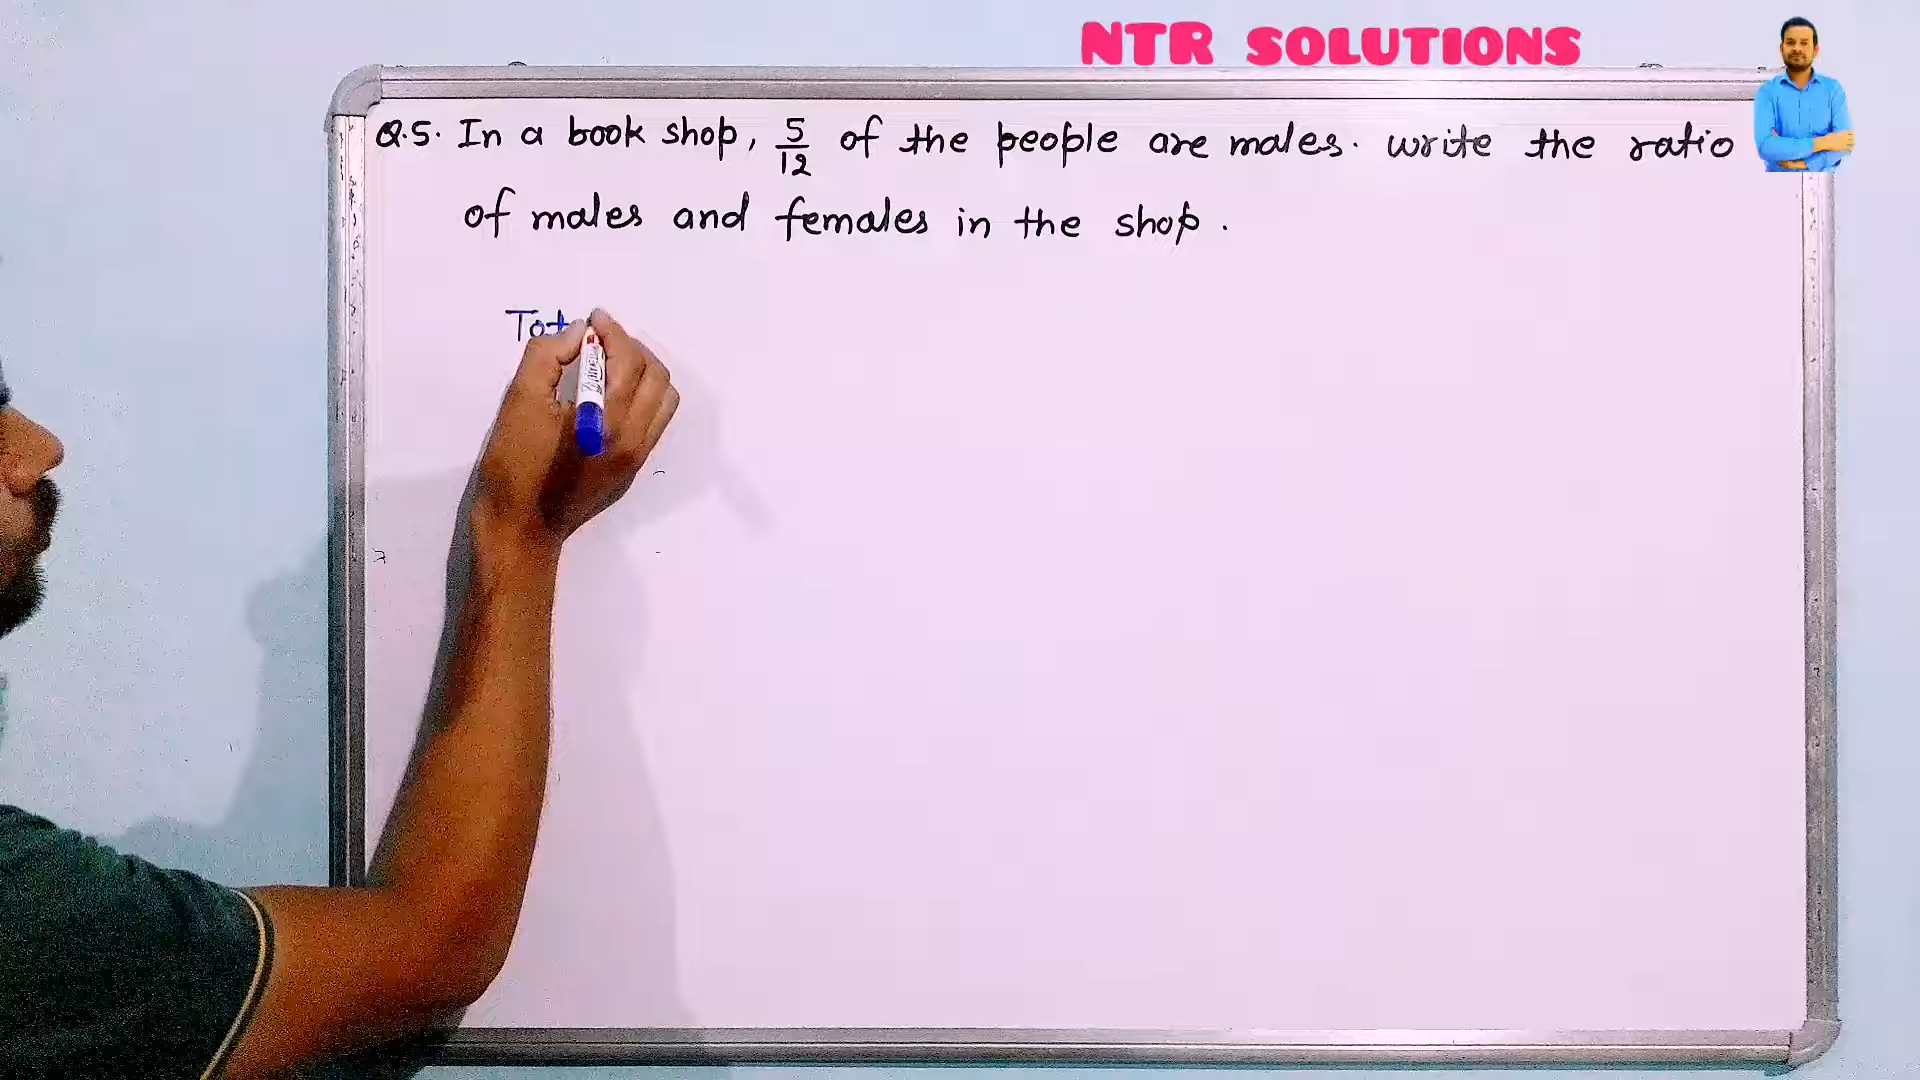 NTR SOLUTIONS
Q.5. In a book shop, 5/12 of the people are males. write the ratio
of males and females in the shop.
Tot